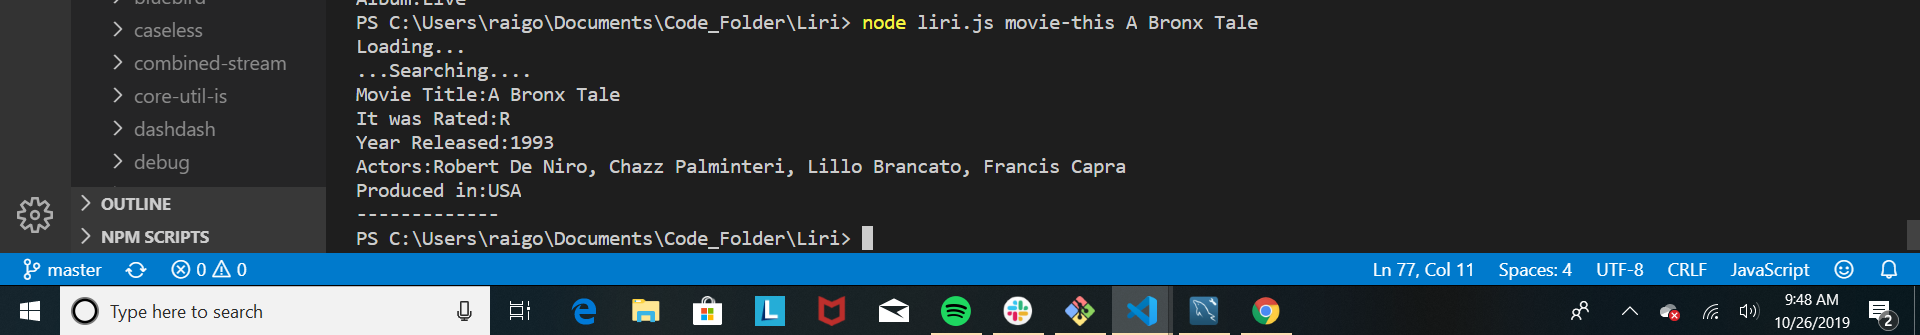 bluebird
caseless
combined-stream
core-util-is
dashdash
debug
OUTLINE
NPM SCRIPTS
Album:Live
PS C:\Users\raigo\Documents\Code_Folder\Liri> node liri.js movie-this A Bronx Tale
Loading...
...Searching....
Movie Title:A Bronx Tale
It was Rated:R
Year Released:1993
Actors:Robert De Niro, Chazz Palminteri, Lillo Brancato, Francis Capra
Produced in:USA
-------------
PS C:\Users\raigo\Documents\Code_Folder\Liri>
master 0 0 Ln 77, Col 11 Spaces: 4 UTF-8 CRLF JavaScript
Type here to search
L
9:48 AM
10/26/2019
2